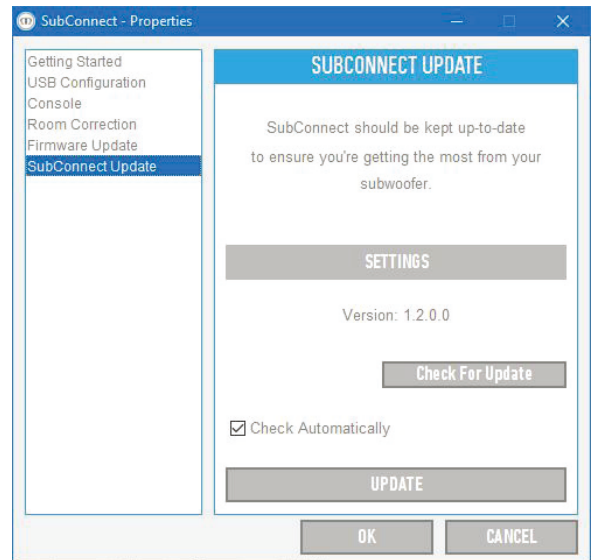 SubConnect - Properties
Getting Started
USB Configuration
Console
Room Correction
Firmware Update
SubConnect Update
SUBCONNECT UPDATE
SubConnect should be kept up-to-date
to ensure you're getting the most from your
subwoofer.
SETTINGS
Version: 1.2.0.0
Check For Update
Check Automatically
UPDATE
OK
CANCEL